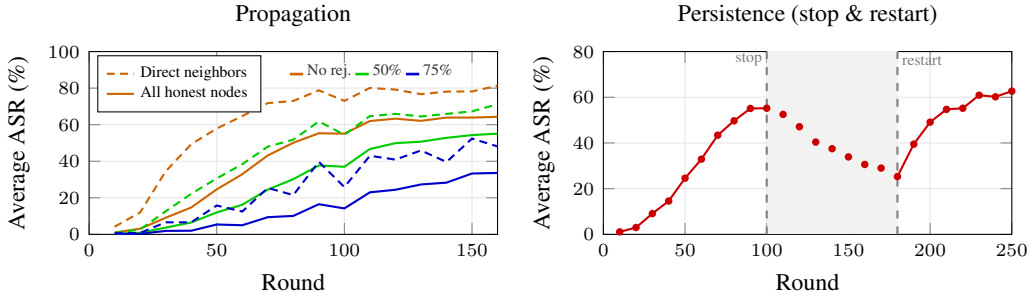 Propagation
Average ASR (%)
100
80
60
40
20
0
Direct neighbors
All honest nodes
No rej.
50%
75%
0
50
100
150
Round
Persistence (stop & restart)
Average ASR (%)
80
60
40
20
0
stop
restart
0
50
100
150
200
250
Round